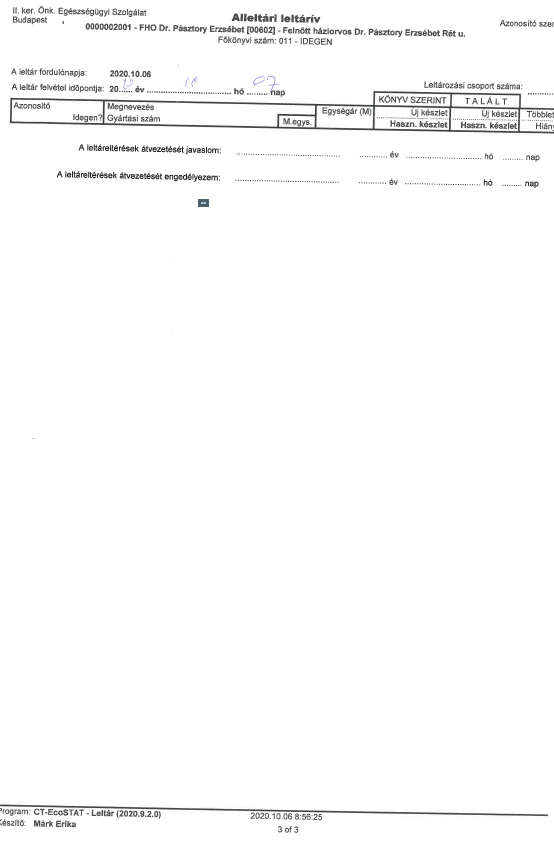 II. ker. Önk. Egészségügyi Szolgálat
Budapest
Alleltári leltárív
Azonosító szer
0000002001 - FHO Dr. Pásztory Erzsébet [00602] - Felnőtt háziorvos Dr. Pásztory Erzsébet Rét u.
Főkönyvi szám: 011 - IDEGEN
A leltár fordulónapja: 2020.10.06
A leltár felvétel időpontja: 20..... év 10 hó 07 nap
Leltározási csoport száma:
Azonosító Megnevezés Egységár (M) KÖNYV SZERINT TALÁLT
Új készlet Új készlet Többlet
Idegen? Gyártási szám M.egys. Haszn. készlet Haszn. készlet Hián
A leltáreltérések átvezetését javaslom: ........ év ........ hó ........ nap
A leltáreltérések átvezetését engedélyezem: ........ év ........ hó ........ nap
Program: CT-EcoSTAT - Leltár (2020.9.2.0) 2020.10.06 8:56:25
Készítő: Márk Erika 3 of 3